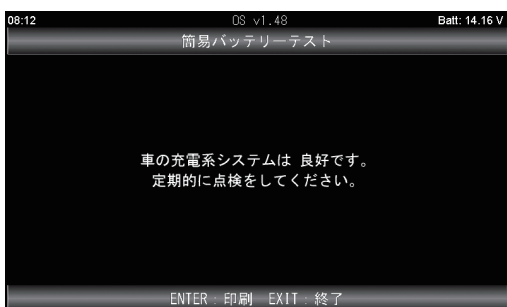 08:12 OS v1.48 Batt: 14.16 V
簡易バッテリーテスト
車の充電系システムは 良好です。
定期的に点検をしてください。
ENTER：印刷 EXIT：終了